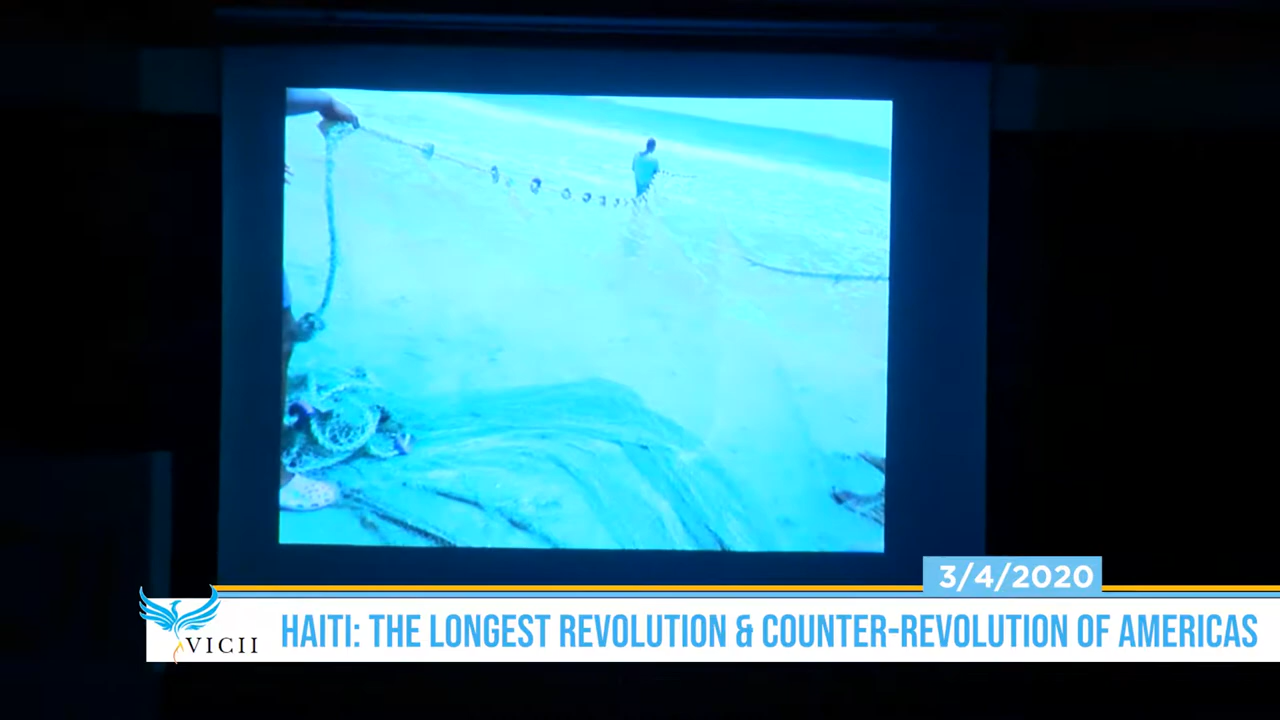 3/4/2020
VICII
HAITI: THE LONGEST REVOLUTION & COUNTER-REVOLUTION OF AMERICAS